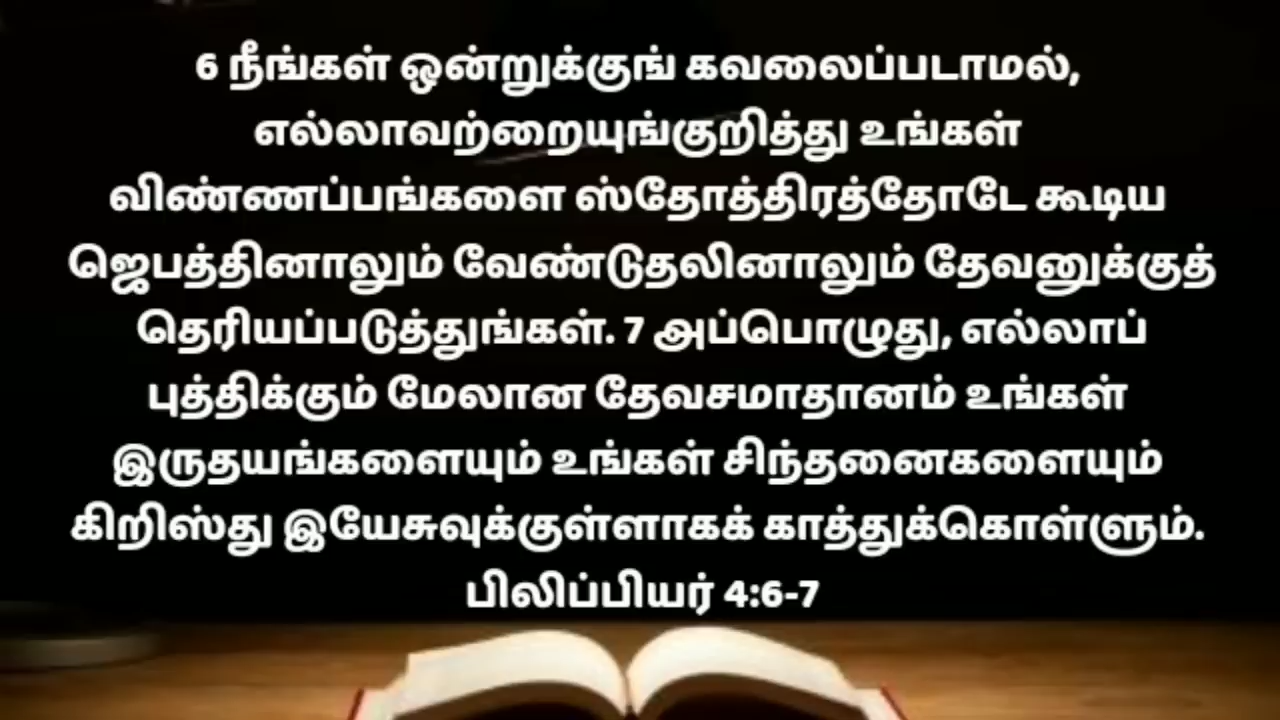 6 நீங்கள் ஒன்றுக்குங் கவலைப்படாமல்,
எல்லாவற்றையுங்குறித்து உங்கள்
விண்ணப்பங்களை ஸ்தோத்திரத்தோடே கூடிய
ஜெபத்தினாலும் வேண்டுதலினாலும் தேவனுக்குத்
தெரியப்படுத்துங்கள். 7 அப்பொழுது, எல்லாப்
புத்திக்கும் மேலான தேவசமாதானம் உங்கள்
இருதயங்களையும் உங்கள் சிந்தனைகளையும்
கிறிஸ்து இயேசுவுக்குள்ளாகக் காத்துக்கொள்ளும்.
பிலிப்பியர் 4:6-7